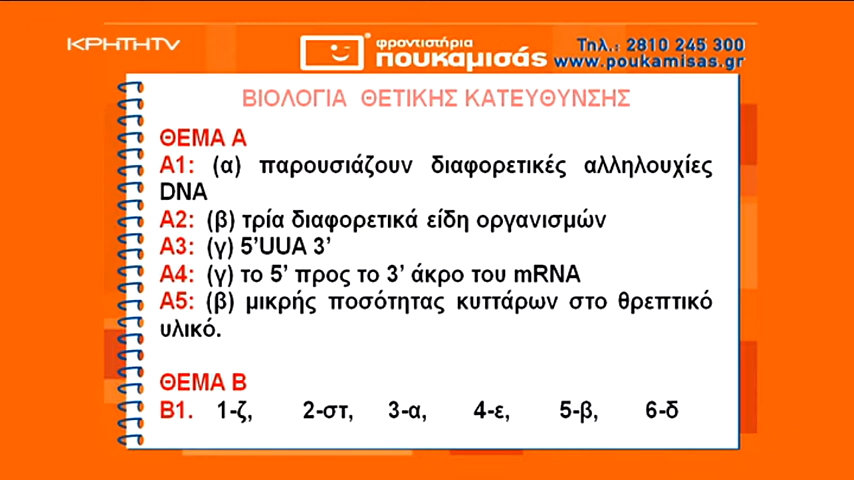 ΚΡΗΤΗTV
φροντιστήρια
πουκαμισάς
Τηλ.: 2810 245 300
www.poukamisas.gr
ΒΙΟΛΟΓΙΑ ΘΕΤΙΚΗΣ ΚΑΤΕΥΘΥΝΣΗΣ
ΘΕΜΑ Α
Α1: (α) παρουσιάζουν διαφορετικές αλληλουχίες
DNA
Α2: (β) τρία διαφορετικά είδη οργανισμών
Α3: (γ) 5'UUA 3'
Α4: (γ) το 5' προς το 3' άκρο του mRNA
Α5: (β) μικρής ποσότητας κυττάρων στο θρεπτικό
υλικό.
ΘΕΜΑ Β
Β1. 1-ζ, 2-στ, 3-α, 4-ε, 5-β, 6-δ